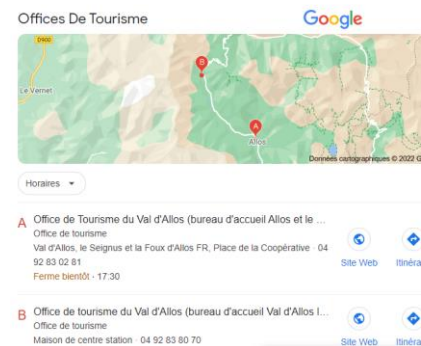 Offices De Tourisme
Google
D900
B
Le Vernet
A
Allos
Données cartographiques © 2022 G
Horaires
A Office de Tourisme du Val d'Allos (bureau d'accueil Allos et le ...
Office de tourisme
Val d'Allos, le Seignus et la Foux d'Allos FR, Place de la Coopérative · 04
92 83 02 81
Ferme bientôt · 17:30
Site Web
Itinéra
B Office de tourisme du Val d'Allos (bureau d'accueil Val d'Allos l...
Office de tourisme
Maison de centre station · 04 92 83 80 70
Site Web
Itinéra